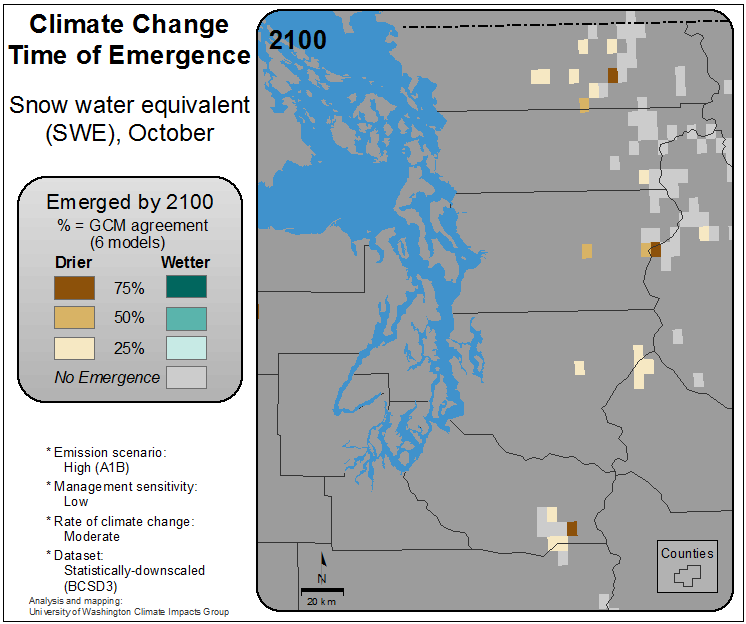 Climate Change
Time of Emergence
Snow water equivalent
(SWE), October
Emerged by 2100
% = GCM agreement
(6 models)
Drier Wetter
75%
50%
25%
No Emergence
* Emission scenario:
High (A1B)
* Management sensitivity:
Low
* Rate of climate change:
Moderate
* Dataset:
Statistically-downscaled
(BCSD3)
Analysis and mapping:
University of Washington Climate Impacts Group
2100
N
20 km
Counties